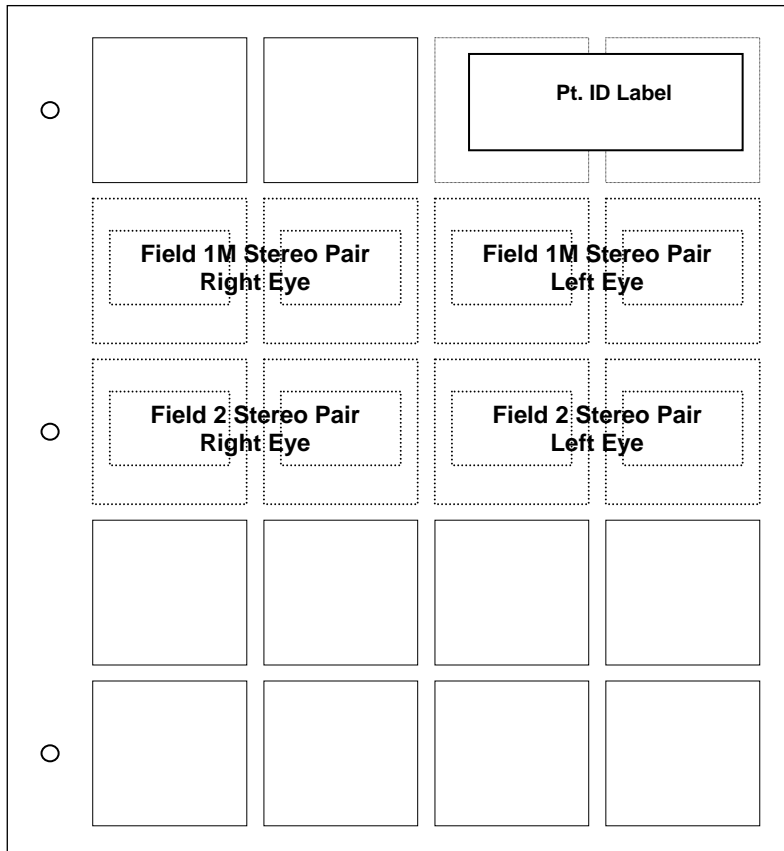 Pt. ID Label
Field 1M Stereo Pair
Right Eye
Field 1M Stereo Pair
Left Eye
Field 2 Stereo Pair
Right Eye
Field 2 Stereo Pair
Left Eye